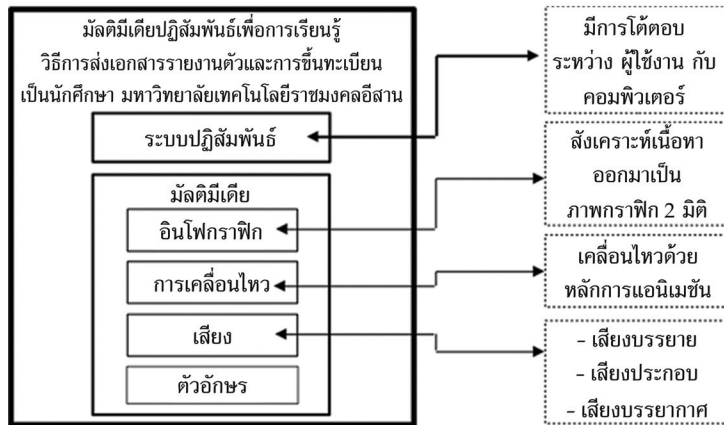 มัลติมีเดียปฏิสัมพันธ์เพื่อการเรียนรู้
วิธีการส่งเอกสารรายงานตัวและการขึ้นทะเบียน
เป็นนักศึกษา มหาวิทยาลัยเทคโนโลยีราชมงคลอีสาน
ระบบปฏิสัมพันธ์
มัลติมีเดีย
อินโฟกราฟิก
การเคลื่อนไหว
เสียง
ตัวอักษร
มีการโต้ตอบ
ระหว่าง ผู้ใช้งาน กับ
คอมพิวเตอร์
สังเคราะห์เนื้อหา
ออกมาเป็น
ภาพกราฟิก 2 มิติ
เคลื่อนไหวด้วย
หลักการแอนิเมชัน
- เสียงบรรยาย
- เสียงประกอบ
- เสียงบรรยากาศ